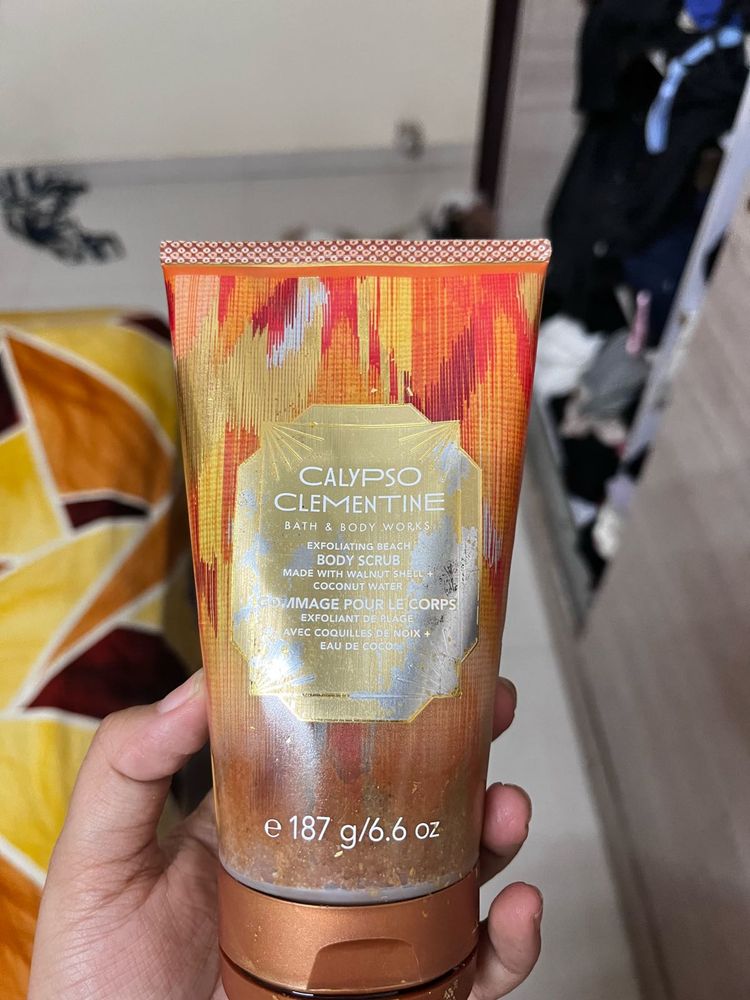 CALYPSO
CLEMENTINE
BATH & BODY WORKS
EXFOLIATING BEACH
BODY SCRUB
MADE WITH WALNUT SHELL +
COCONUT WATER
GOMMAGE POUR LE CORPS
EXFOLIANT DE PLAGE
AVEC COQUILLES DE NOIX +
EAU DE COCO
e 187 g/6.6 oz